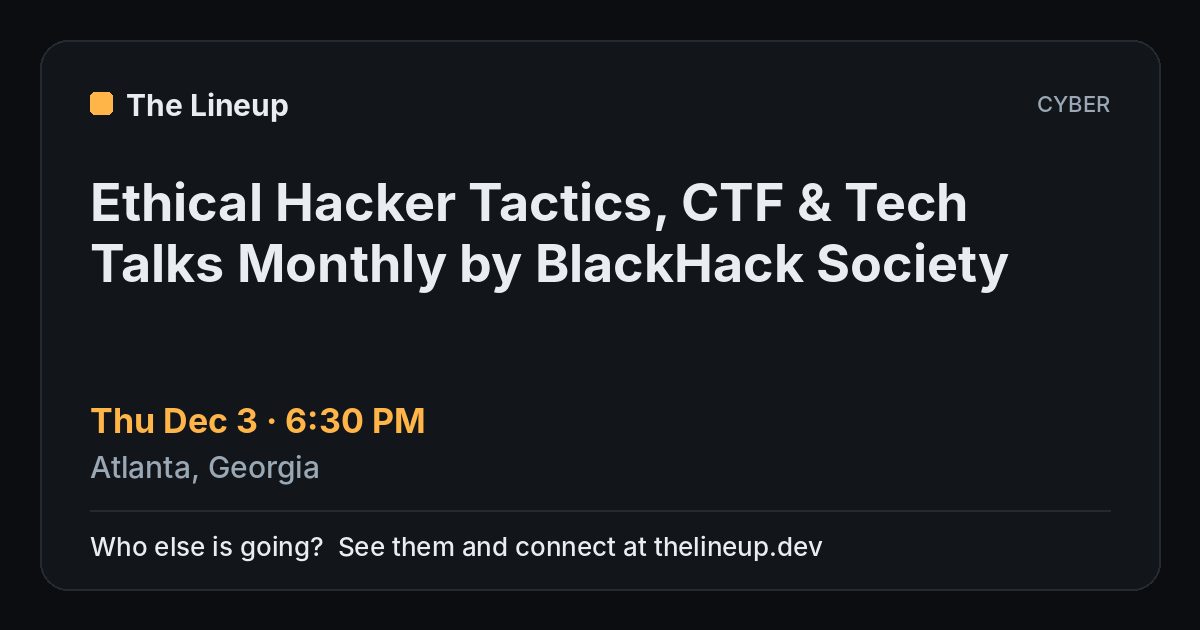 The Lineup
CYBER
Ethical Hacker Tactics, CTF & Tech
Talks Monthly by BlackHack Society
Thu Dec 3 · 6:30 PM
Atlanta, Georgia
Who else is going? See them and connect at thelineup.dev